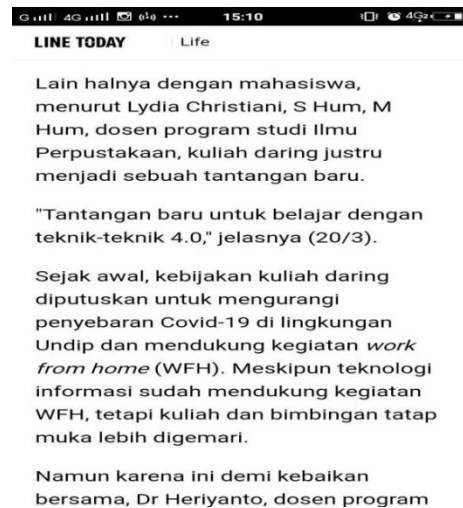 15:10
LINE TODAY Life
Lain halnya dengan mahasiswa,
menurut Lydia Christiani, S Hum, M
Hum, dosen program studi Ilmu
Perpustakaan, kuliah daring justru
menjadi sebuah tantangan baru.
"Tantangan baru untuk belajar dengan
teknik-teknik 4.0," jelasnya (20/3).
Sejak awal, kebijakan kuliah daring
diputuskan untuk mengurangi
penyebaran Covid-19 di lingkungan
Undip dan mendukung kegiatan work
from home (WFH). Meskipun teknologi
informasi sudah mendukung kegiatan
WFH, tetapi kuliah dan bimbingan tatap
muka lebih digemari.
Namun karena ini demi kebaikan
bersama, Dr Heriyanto, dosen program